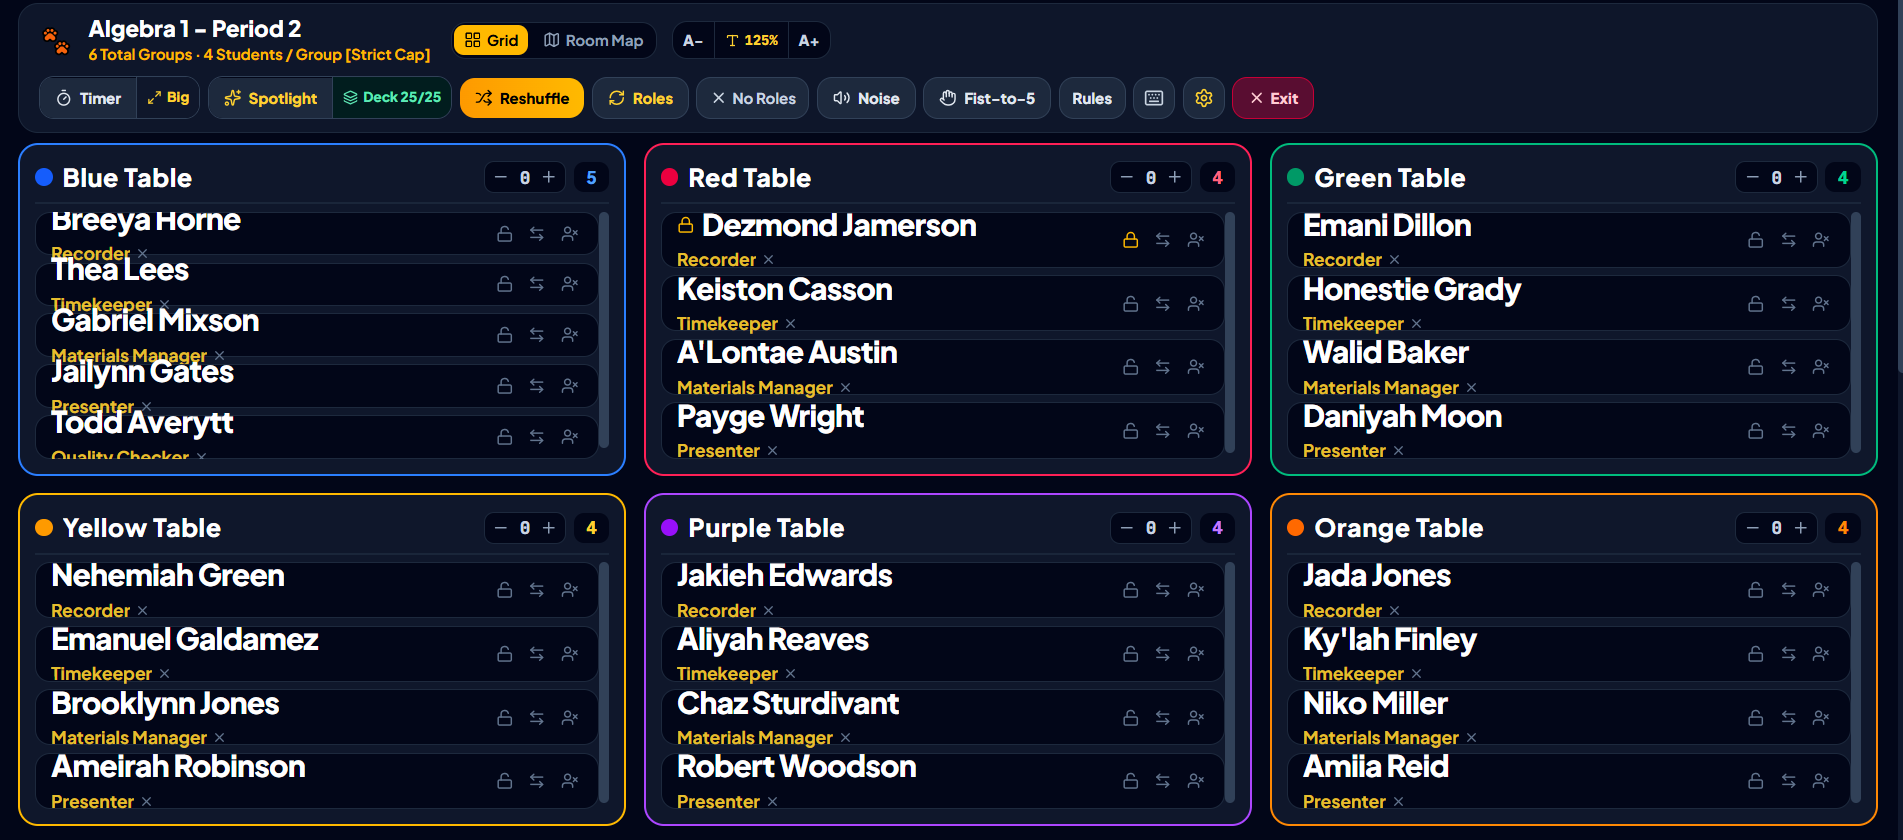 Algebra 1 – Period 2
6 Total Groups · 4 Students / Group [Strict Cap]
Grid
Room Map
A−
125%
A+
Timer
Big
Spotlight
Deck 25/25
Reshuffle
Roles
No Roles
Noise
Fist-to-5
Rules
Exit
Blue Table
− 0 +
5
Breeya Horne
Recorder ×
Thea Lees
Timekeeper ×
Gabriel Mixson
Materials Manager ×
Jailynn Gates
Presenter ×
Todd Averytt
Quality Checker ×
Red Table
− 0 +
4
Dezmond Jamerson
Recorder ×
Keiston Casson
Timekeeper ×
A'Lontae Austin
Materials Manager ×
Payge Wright
Presenter ×
Green Table
− 0 +
4
Emani Dillon
Recorder ×
Honestie Grady
Timekeeper ×
Walid Baker
Materials Manager ×
Daniyah Moon
Presenter ×
Yellow Table
− 0 +
4
Nehemiah Green
Recorder ×
Emanuel Galdamez
Timekeeper ×
Brooklynn Jones
Materials Manager ×
Ameirah Robinson
Presenter ×
Purple Table
− 0 +
4
Jakieh Edwards
Recorder ×
Aliyah Reaves
Timekeeper ×
Chaz Sturdivant
Materials Manager ×
Robert Woodson
Presenter ×
Orange Table
− 0 +
4
Jada Jones
Recorder ×
Ky'lah Finley
Timekeeper ×
Niko Miller
Materials Manager ×
Amiia Reid
Presenter ×